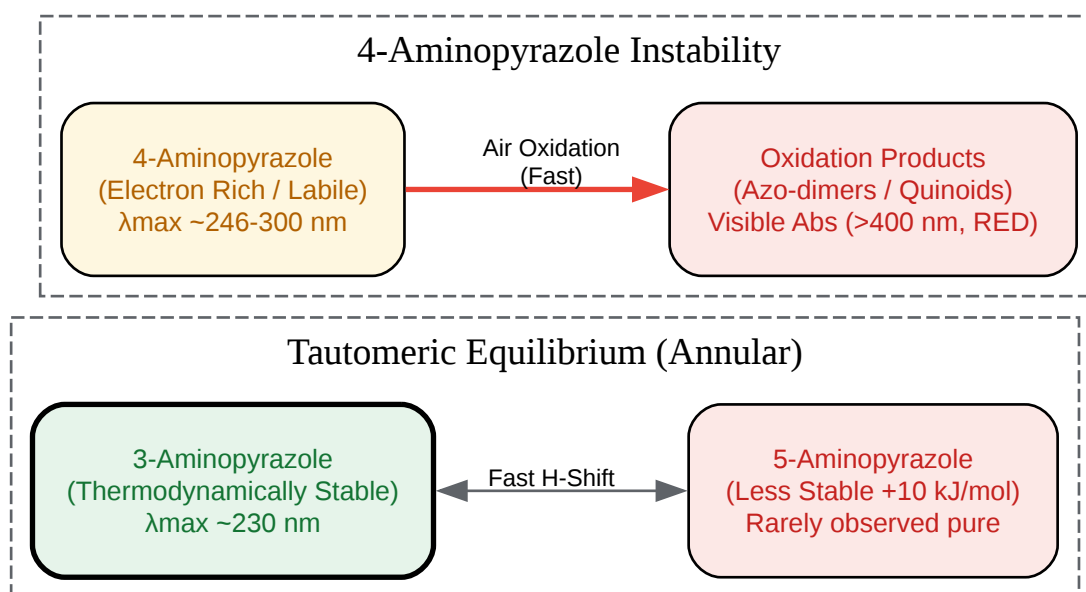 4-Aminopyrazole Instability
4-Aminopyrazole
(Electron Rich / Labile)
λmax ~246-300 nm
Air Oxidation
(Fast)
Oxidation Products
(Azo-dimers / Quinoids)
Visible Abs (>400 nm, RED)
Tautomeric Equilibrium (Annular)
3-Aminopyrazole
(Thermodynamically Stable)
λmax ~230 nm
Fast H-Shift
5-Aminopyrazole
(Less Stable +10 kJ/mol)
Rarely observed pure